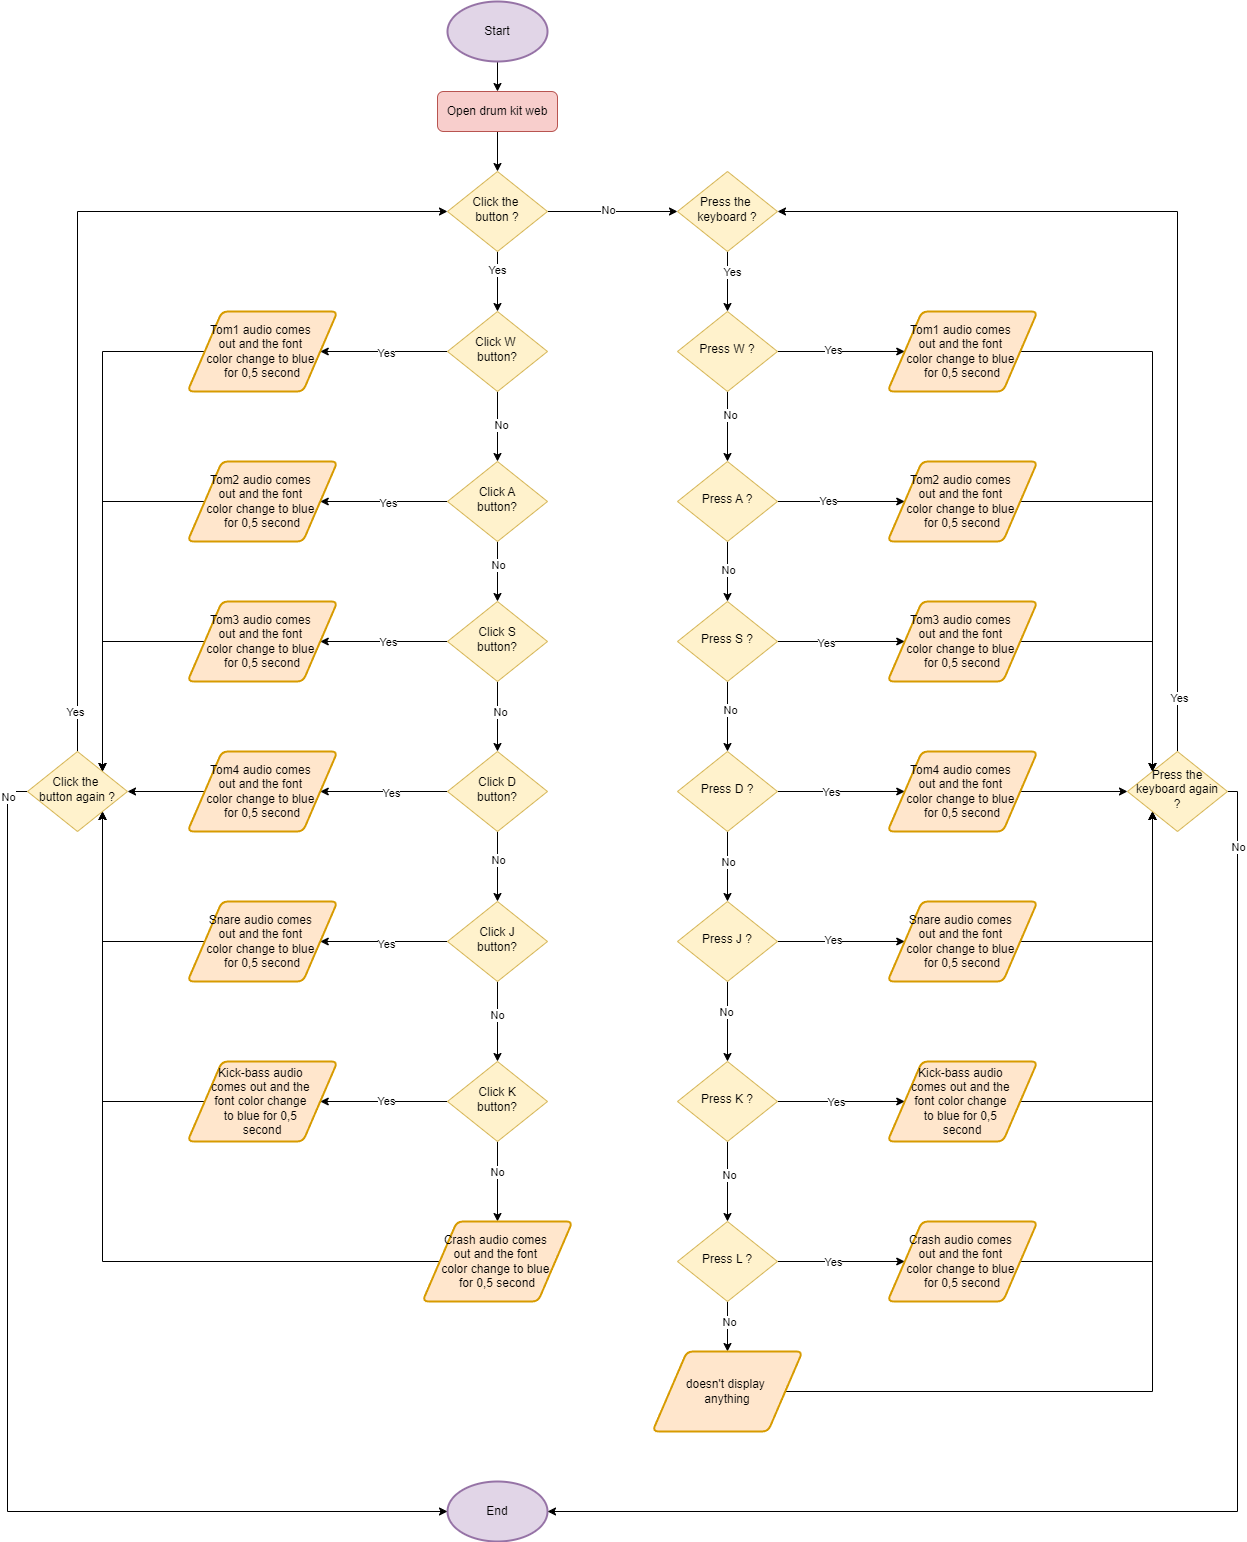 Start
Open drum kit web
Click the
button ?
No
Press the
keyboard ?
Yes
Yes
Tom1 audio comes
out and the font
color change to blue
for 0,5 second
Yes
Click W
button?
Press W ?
Yes
Tom1 audio comes
out and the font
color change to blue
for 0,5 second
No
No
Tom2 audio comes
out and the font
color change to blue
for 0,5 second
Yes
Click A
button?
Press A ?
Yes
Tom2 audio comes
out and the font
color change to blue
for 0,5 second
No
No
Tom3 audio comes
out and the font
color change to blue
for 0,5 second
Yes
Click S
button?
Press S ?
Yes
Tom3 audio comes
out and the font
color change to blue
for 0,5 second
Yes
No
No
Yes
No
Click the
button again ?
Tom4 audio comes
out and the font
color change to blue
for 0,5 second
Yes
Click D
button?
Press D ?
Yes
Tom4 audio comes
out and the font
color change to blue
for 0,5 second
Press the
keyboard again
?
No
No
No
Snare audio comes
out and the font
color change to blue
for 0,5 second
Yes
Click J
button?
Press J ?
Yes
Snare audio comes
out and the font
color change to blue
for 0,5 second
No
No
Kick-bass audio
comes out and the
font color change
to blue for 0,5
second
Yes
Click K
button?
Press K ?
Yes
Kick-bass audio
comes out and the
font color change
to blue for 0,5
second
No
No
Crash audio comes
out and the font
color change to blue
for 0,5 second
Press L ?
Yes
Crash audio comes
out and the font
color change to blue
for 0,5 second
No
doesn't display
anything
End